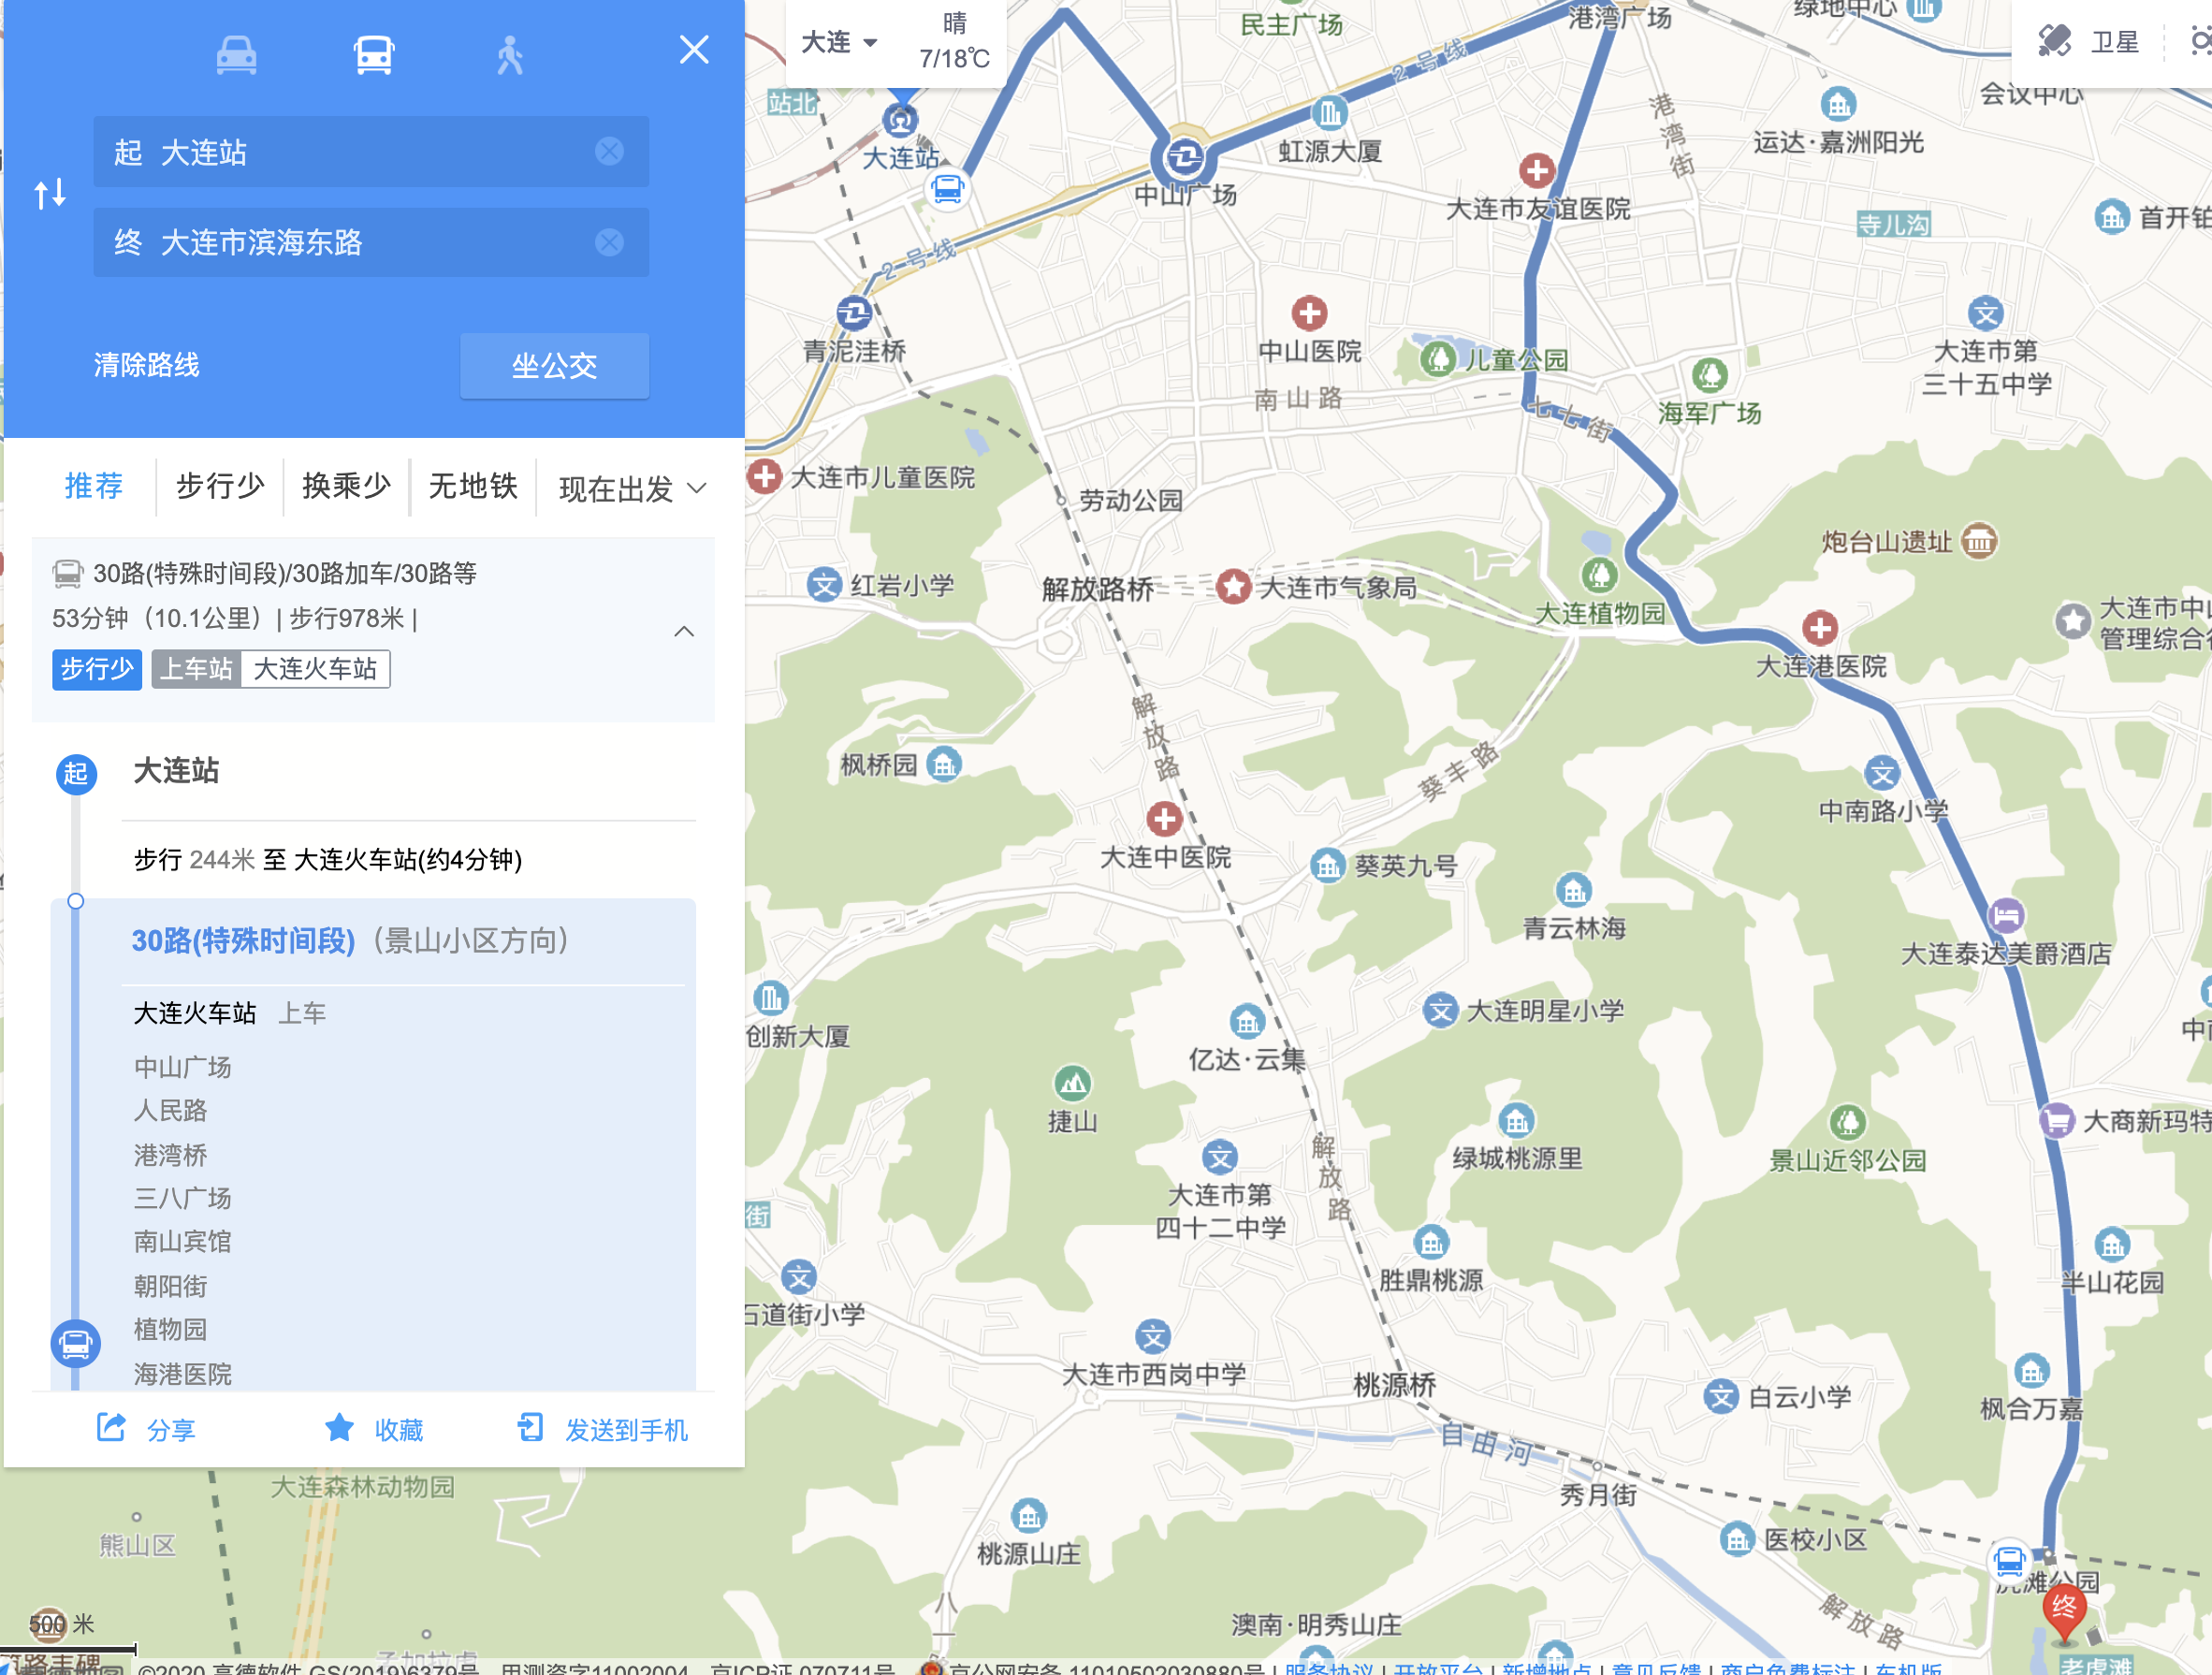 起 大连站
终 大连市滨海东路
清除路线
坐公交
推荐
步行少
换乘少
无地铁
现在出发
30路(特殊时间段)/30路加车/30路等
53分钟（10.1公里）| 步行978米 |
步行少 上车站 大连火车站
起 大连站
步行 244米 至 大连火车站(约4分钟)
30路(特殊时间段)（景山小区方向）
大连火车站 上车
中山广场
人民路
港湾桥
三八广场
南山宾馆
朝阳街
植物园
海港医院
分享
收藏
发送到手机
大连森林动物园
熊山区
500 米
©2020 高德软件 GS(2019)6379号
甲测资字11002004
京ICP证 070711号
京公网安备 11010502030880号 | 服务协议 | 开放平台 | 新增地点 | 意见反馈 | 商户免费标注 | 车机版
大连
晴
7/18℃
卫星
民主广场
港湾广场
绿地中心
会议中心
站北
2号线
港湾街
运达·嘉洲阳光
大连站
虹源大厦
中山广场
大连市友谊医院
寺儿沟
首开铂
2号线
青泥洼桥
中山医院
儿童公园
大连市第
三十五中学
南山路
七七街
海军广场
大连市儿童医院
劳动公园
炮台山遗址
红岩小学
解放路桥
大连市气象局
大连植物园
大连市中山
管理综合行
大连港医院
解放路
枫桥园
葵丰路
中南路小学
大连中医院
葵英九号
青云林海
大连泰达美爵酒店
创新大厦
大连明星小学
中南
亿达·云集
捷山
解放路
绿城桃源里
大商新玛特
景山近邻公园
大连市第
四十二中学
街
胜鼎桃源
半山花园
石道街小学
大连市西岗中学
桃源桥
白云小学
枫合万嘉
自由河
秀月街
桃源山庄
医校小区
虎滩公园
终
解放路
八一路
澳南·明秀山庄
老虎滩